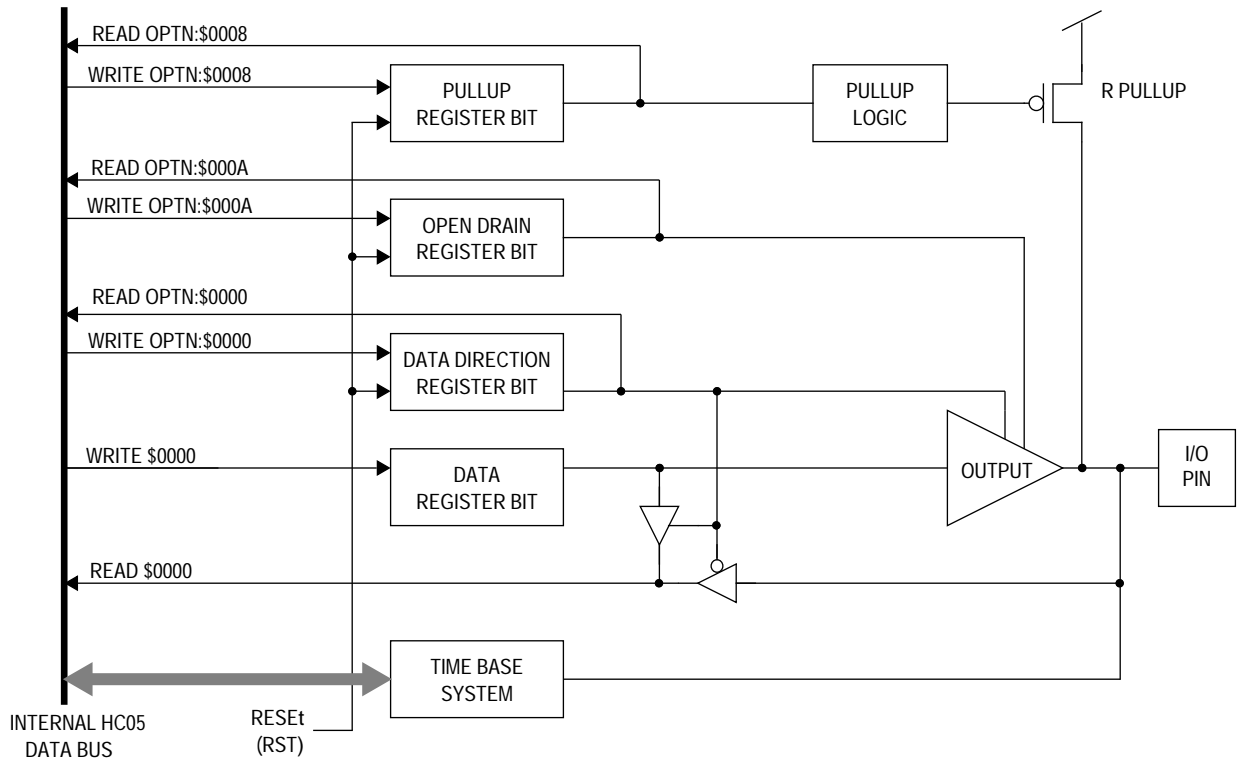 READ OPTN:$0008
WRITE OPTN:$0008
PULLUP
REGISTER BIT
PULLUP
LOGIC
R PULLUP
READ OPTN:$000A
WRITE OPTN:$000A
OPEN DRAIN
REGISTER BIT
READ OPTN:$0000
WRITE OPTN:$0000
DATA DIRECTION
REGISTER BIT
WRITE $0000
DATA
REGISTER BIT
OUTPUT
I/O
PIN
READ $0000
TIME BASE
SYSTEM
INTERNAL HC05
DATA BUS
RESEt
(RST)